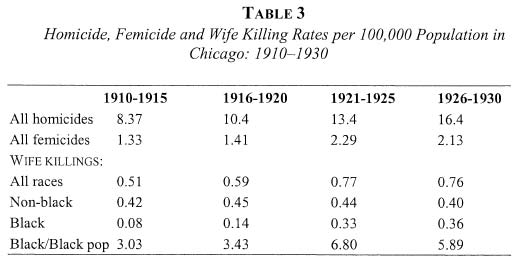 TABLE 3
Homicide, Femicide and Wife Killing Rates per 100,000 Population in
Chicago: 1910–1930
1910-1915 1916-1920 1921-1925 1926-1930
All homicides 8.37 10.4 13.4 16.4
All femicides 1.33 1.41 2.29 2.13
WIFE KILLINGS:
All races 0.51 0.59 0.77 0.76
Non-black 0.42 0.45 0.44 0.40
Black 0.08 0.14 0.33 0.36
Black/Black pop 3.03 3.43 6.80 5.89